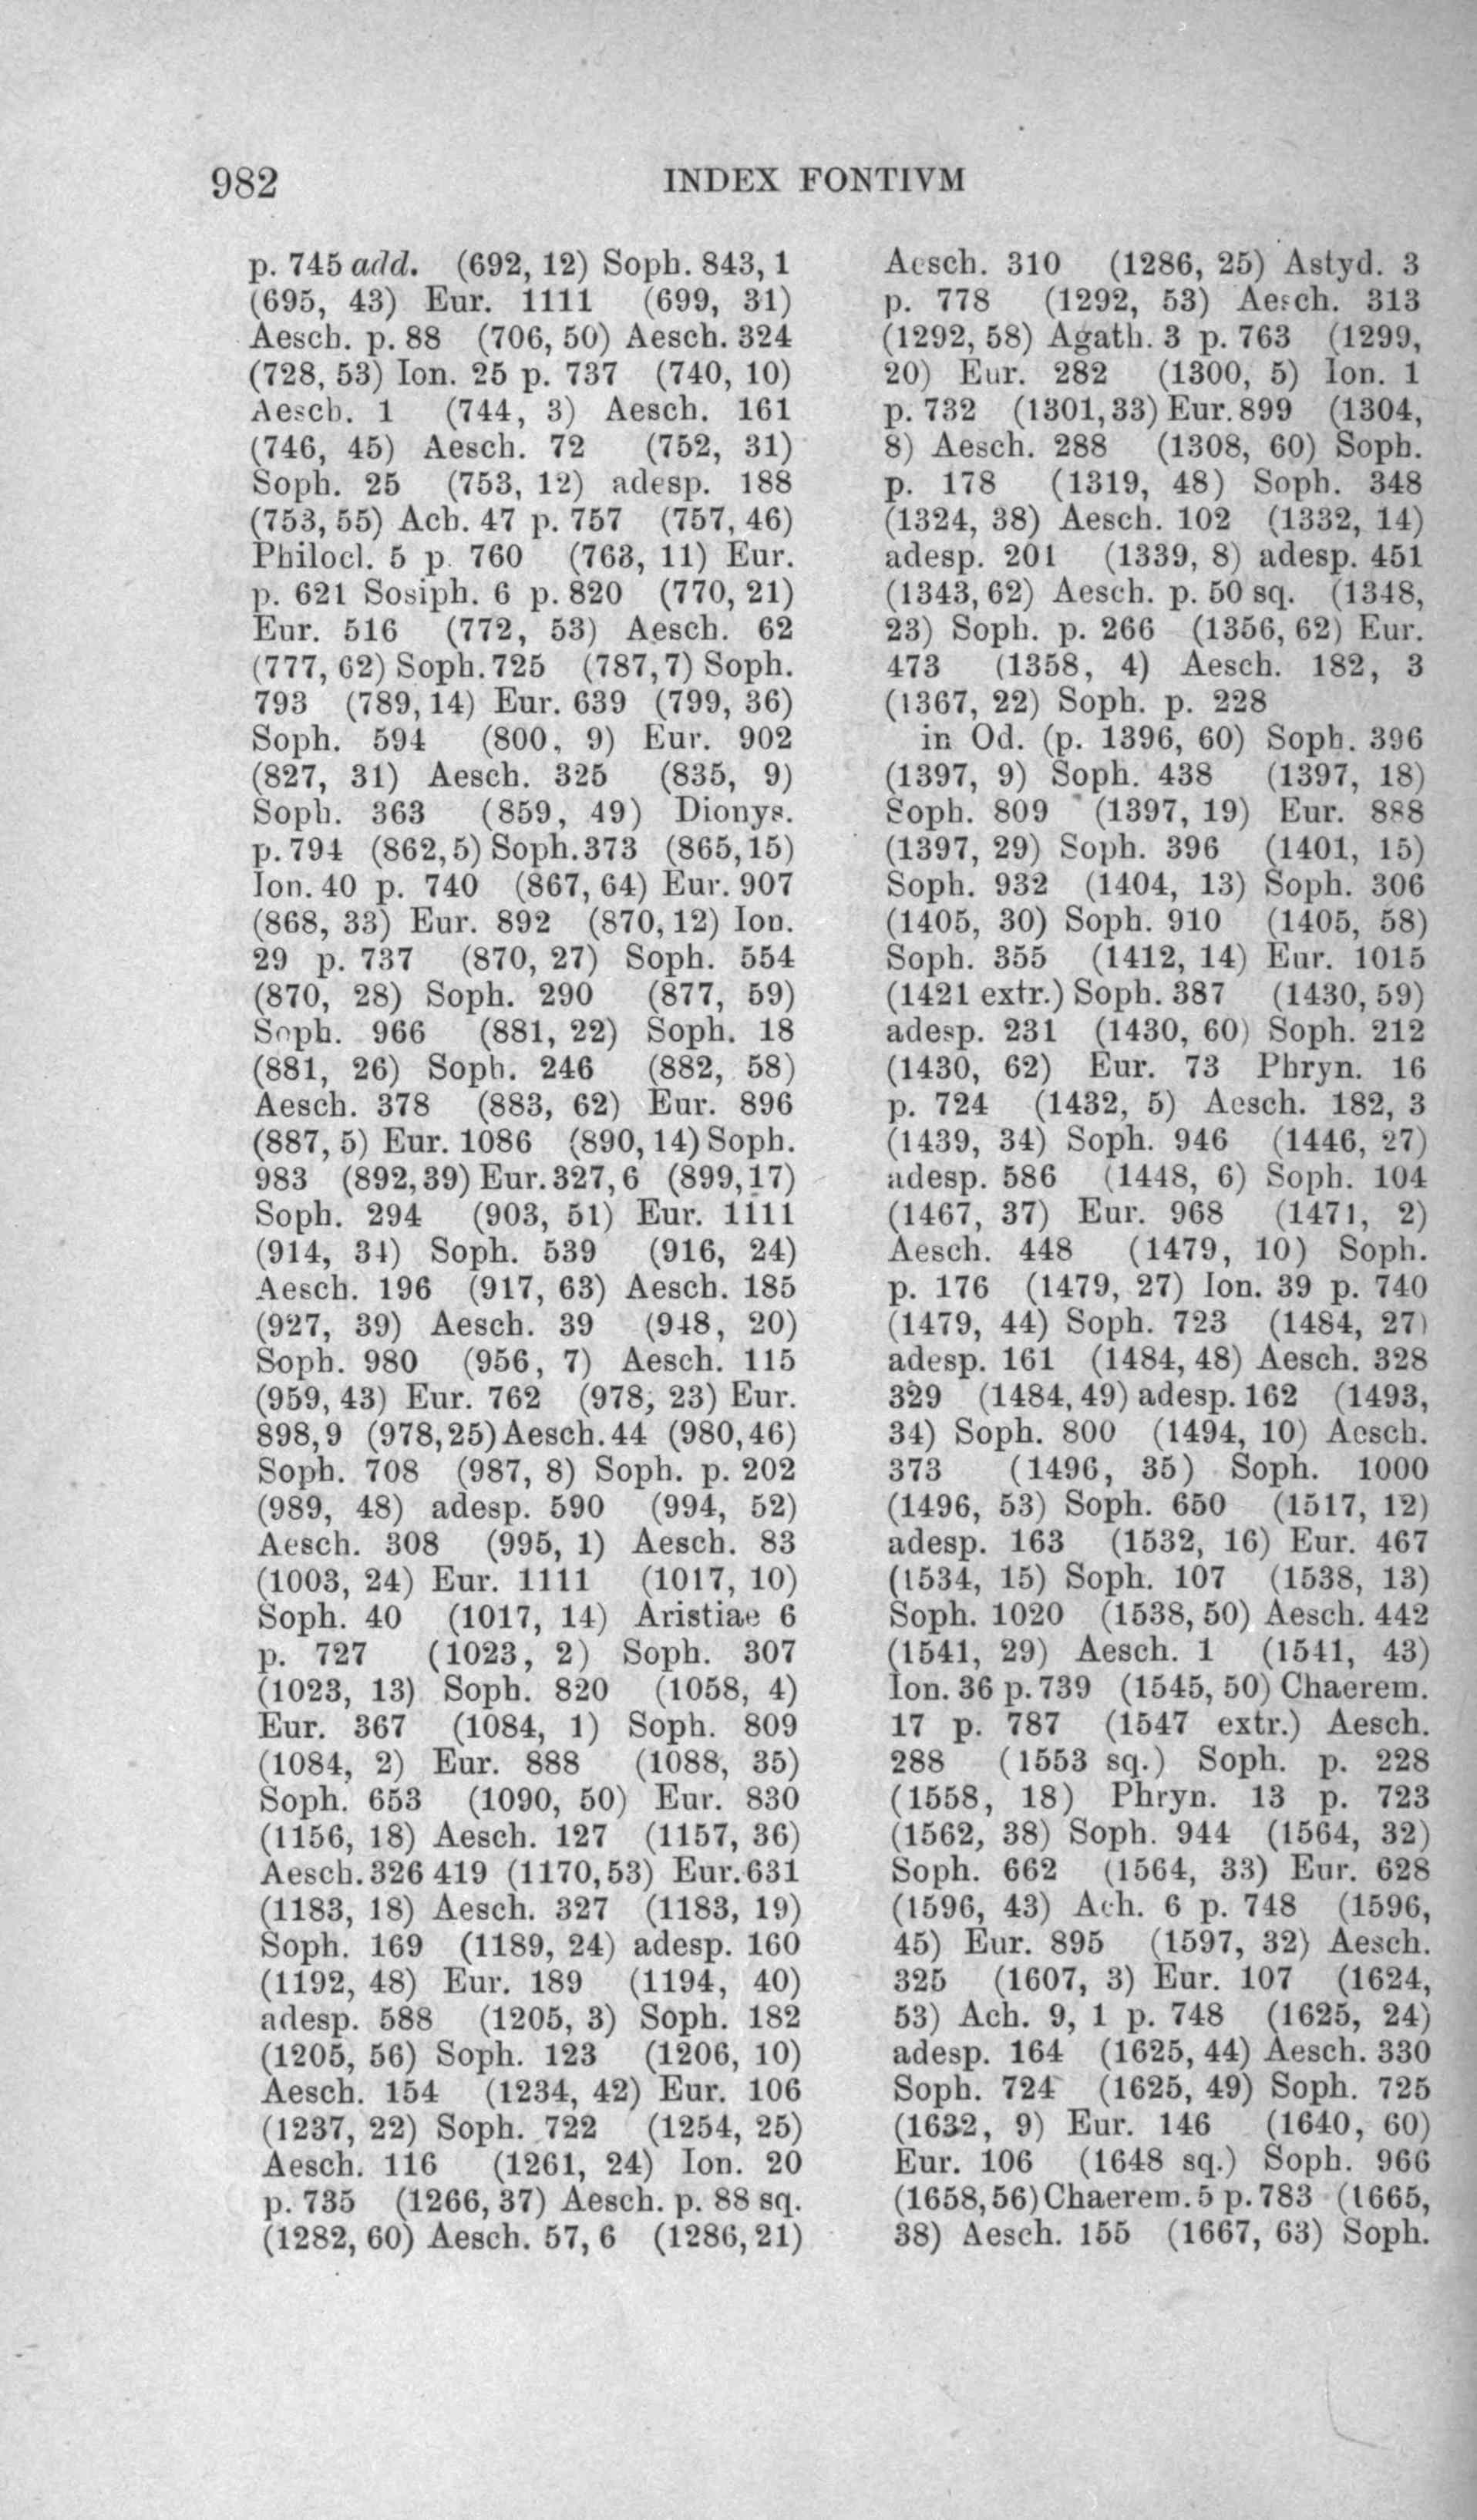 982 INDEX FONTIVM
p. 745 add. (692, 12) Soph. 843, 1
(695, 43) Eur. 1111 (699, 31)
Aesch. p. 88 (706, 50) Aesch. 324
(728, 53) Ion. 25 p. 737 (740, 10)
Aesch. 1 (744, 3) Aesch. 161
(746, 45) Aesch. 72 (752, 31)
Soph. 25 (753, 12) adesp. 188
(753, 55) Ach. 47 p. 757 (757, 46)
Philocl. 5 p. 760 (763, 11) Eur.
p. 621 Sosiph. 6 p. 820 (770, 21)
Eur. 516 (772, 53) Aesch. 62
(777, 62) Soph. 725 (787, 7) Soph.
793 (789, 14) Eur. 639 (799, 36)
Soph. 594 (800, 9) Eur. 902
(827, 31) Aesch. 325 (835, 9)
Soph. 363 (859, 49) Dionys.
p. 794 (862, 5) Soph. 373 (865, 15)
Ion. 40 p. 740 (867, 64) Eur. 907
(868, 33) Eur. 892 (870, 12) Ion.
29 p. 737 (870, 27) Soph. 554
(870, 28) Soph. 290 (877, 59)
Soph. 966 (881, 22) Soph. 18
(881, 26) Soph. 246 (882, 58)
Aesch. 378 (883, 62) Eur. 896
(887, 5) Eur. 1086 (890, 14) Soph.
983 (892, 39) Eur. 327, 6 (899, 17)
Soph. 294 (903, 51) Eur. 1111
(914, 34) Soph. 539 (916, 24)
Aesch. 196 (917, 63) Aesch. 185
(927, 39) Aesch. 39 (948, 20)
Soph. 980 (956, 7) Aesch. 115
(959, 43) Eur. 762 (978, 23) Eur.
898, 9 (978, 25) Aesch. 44 (980, 46)
Soph. 708 (987, 8) Soph. p. 202
(989, 48) adesp. 590 (994, 52)
Aesch. 308 (995, 1) Aesch. 83
(1003, 24) Eur. 1111 (1017, 10)
Soph. 40 (1017, 14) Aristiae 6
p. 727 (1023, 2) Soph. 307
(1023, 13) Soph. 820 (1058, 4)
Eur. 367 (1084, 1) Soph. 809
(1084, 2) Eur. 888 (1088, 35)
Soph. 653 (1090, 50) Eur. 830
(1156, 18) Aesch. 127 (1157, 36)
Aesch. 326 419 (1170, 53) Eur. 631
(1183, 18) Aesch. 327 (1183, 19)
Soph. 169 (1189, 24) adesp. 160
(1192, 48) Eur. 189 (1194, 40)
adesp. 588 (1205, 3) Soph. 182
(1205, 56) Soph. 123 (1206, 10)
Aesch. 154 (1234, 42) Eur. 106
(1237, 22) Soph. 722 (1254, 25)
Aesch. 116 (1261, 24) Ion. 20
p. 735 (1266, 37) Aesch. p. 88 sq.
(1282, 60) Aesch. 57, 6 (1286, 21)
Aesch. 310 (1286, 25) Astyd. 3
p. 778 (1292, 53) Aesch. 313
(1292, 58) Agath. 3 p. 763 (1299,
20) Eur. 282 (1300, 5) Ion. 1
p. 732 (1301, 33) Eur. 899 (1304,
8) Aesch. 288 (1308, 60) Soph.
p. 178 (1319, 48) Soph. 348
(1324, 38) Aesch. 102 (1332, 14)
adesp. 201 (1339, 8) adesp. 451
(1343, 62) Aesch. p. 50 sq. (1348,
23) Soph. p. 266 (1356, 62) Eur.
473 (1358, 4) Aesch. 182, 3
(1367, 22) Soph. p. 228
in Od. (p. 1396, 60) Soph. 396
(1397, 9) Soph. 438 (1397, 18)
Soph. 809 (1397, 19) Eur. 888
(1397, 29) Soph. 396 (1401, 15)
Soph. 932 (1404, 13) Soph. 306
(1405, 30) Soph. 910 (1405, 58)
Soph. 355 (1412, 14) Eur. 1015
(1421 extr.) Soph. 387 (1430, 59)
adesp. 231 (1430, 60) Soph. 212
(1430, 62) Eur. 73 Phryn. 16
p. 724 (1432, 5) Aesch. 182, 3
(1439, 34) Soph. 946 (1446, 27)
adesp. 586 (1448, 6) Soph. 104
(1467, 37) Eur. 968 (1471, 2)
Aesch. 448 (1479, 10) Soph.
p. 176 (1479, 27) Ion. 39 p. 740
(1479, 44) Soph. 723 (1484, 27)
adesp. 161 (1484, 48) Aesch. 328
329 (1484, 49) adesp. 162 (1493,
34) Soph. 800 (1494, 10) Aesch.
373 (1496, 35) Soph. 1000
(1496, 53) Soph. 650 (1517, 12)
adesp. 163 (1532, 16) Eur. 467
(1534, 15) Soph. 107 (1538, 13)
Soph. 1020 (1538, 50) Aesch. 442
(1541, 29) Aesch. 1 (1541, 43)
Ion. 36 p. 739 (1545, 50) Chaerem.
17 p. 787 (1547 extr.) Aesch.
288 (1553 sq.) Soph. p. 228
(1558, 18) Phryn. 13 p. 723
(1562, 38) Soph. 944 (1564, 32)
Soph. 662 (1564, 33) Eur. 628
(1596, 43) Ach. 6 p. 748 (1596,
45) Eur. 895 (1597, 32) Aesch.
325 (1607, 3) Eur. 107 (1624,
53) Ach. 9, 1 p. 748 (1625, 24)
adesp. 164 (1625, 44) Aesch. 330
Soph. 724 (1625, 49) Soph. 725
(1632, 9) Eur. 146 (1640, 60)
Eur. 106 (1648 sq.) Soph. 966
(1658, 56) Chaerem. 5 p. 783 (1665,
38) Aesch. 155 (1667, 63) Soph.